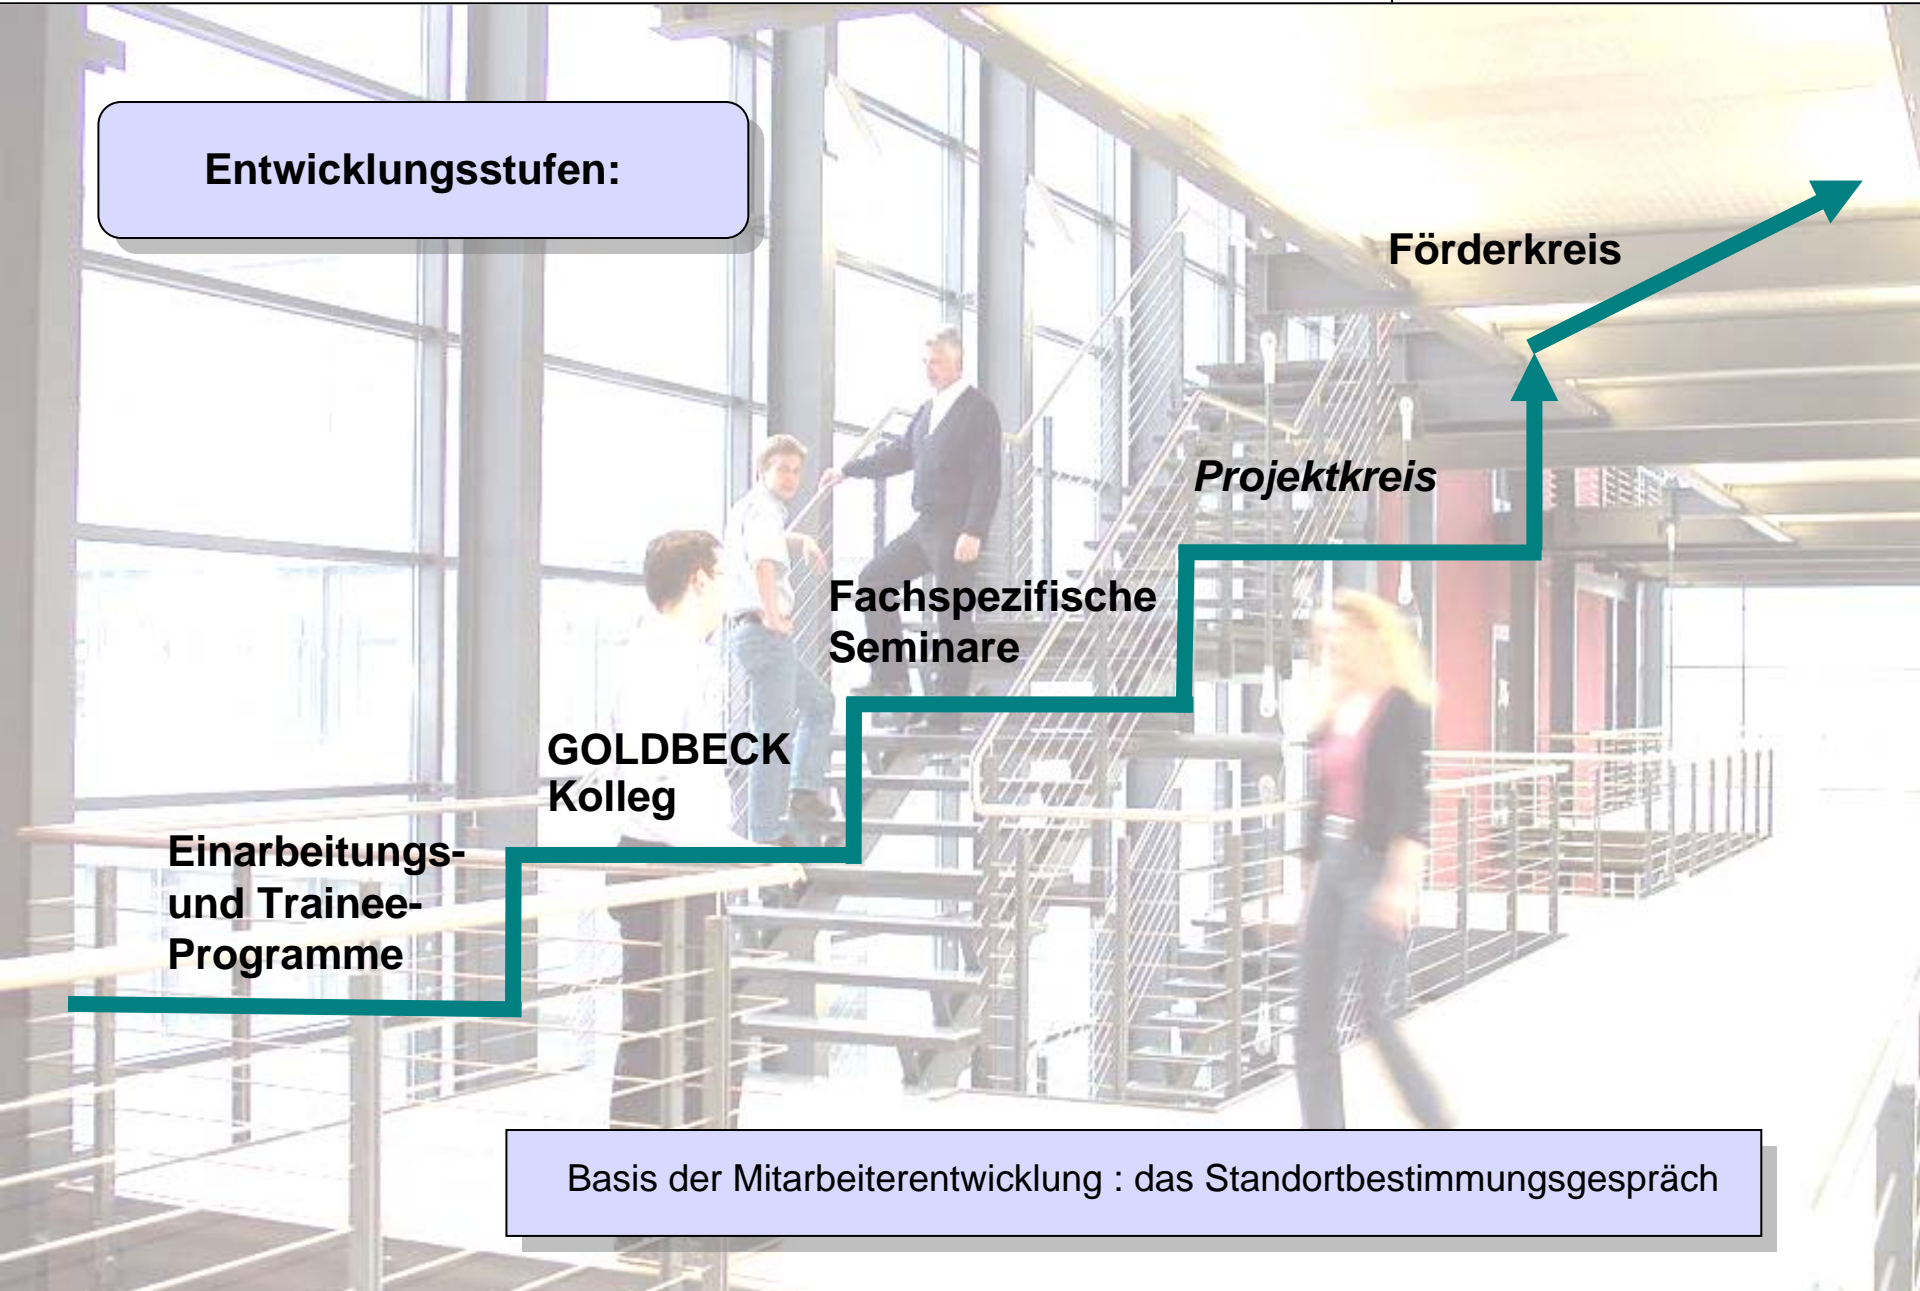 Entwicklungsstufen:
Förderkreis
Projektkreis
Fachspezifische
Seminare
GOLDBECK
Kolleg
Einarbeitungs-
und Trainee-
Programme
Basis der Mitarbeiterentwicklung : das Standortbestimmungsgespräch